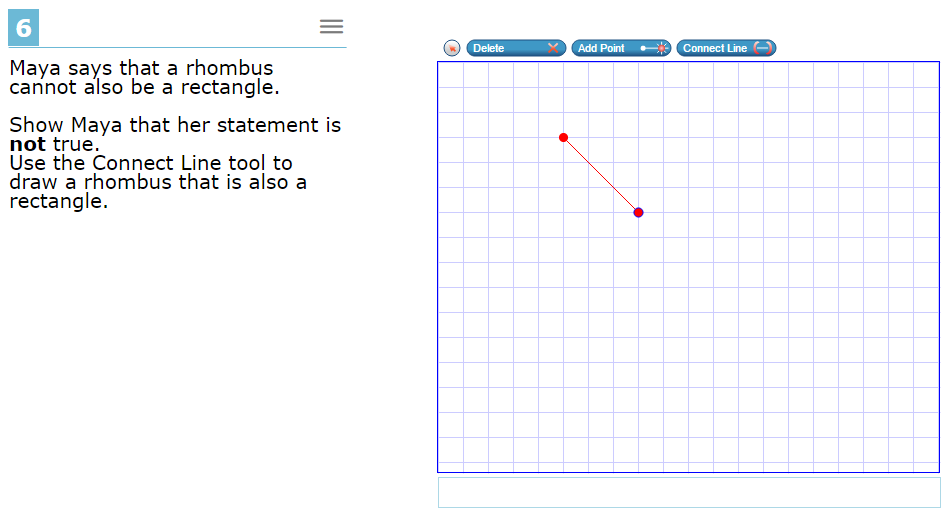 6
Delete
Add Point
Connect Line
Maya says that a rhombus
cannot also be a rectangle.
Show Maya that her statement is
not true.
Use the Connect Line tool to
draw a rhombus that is also a
rectangle.